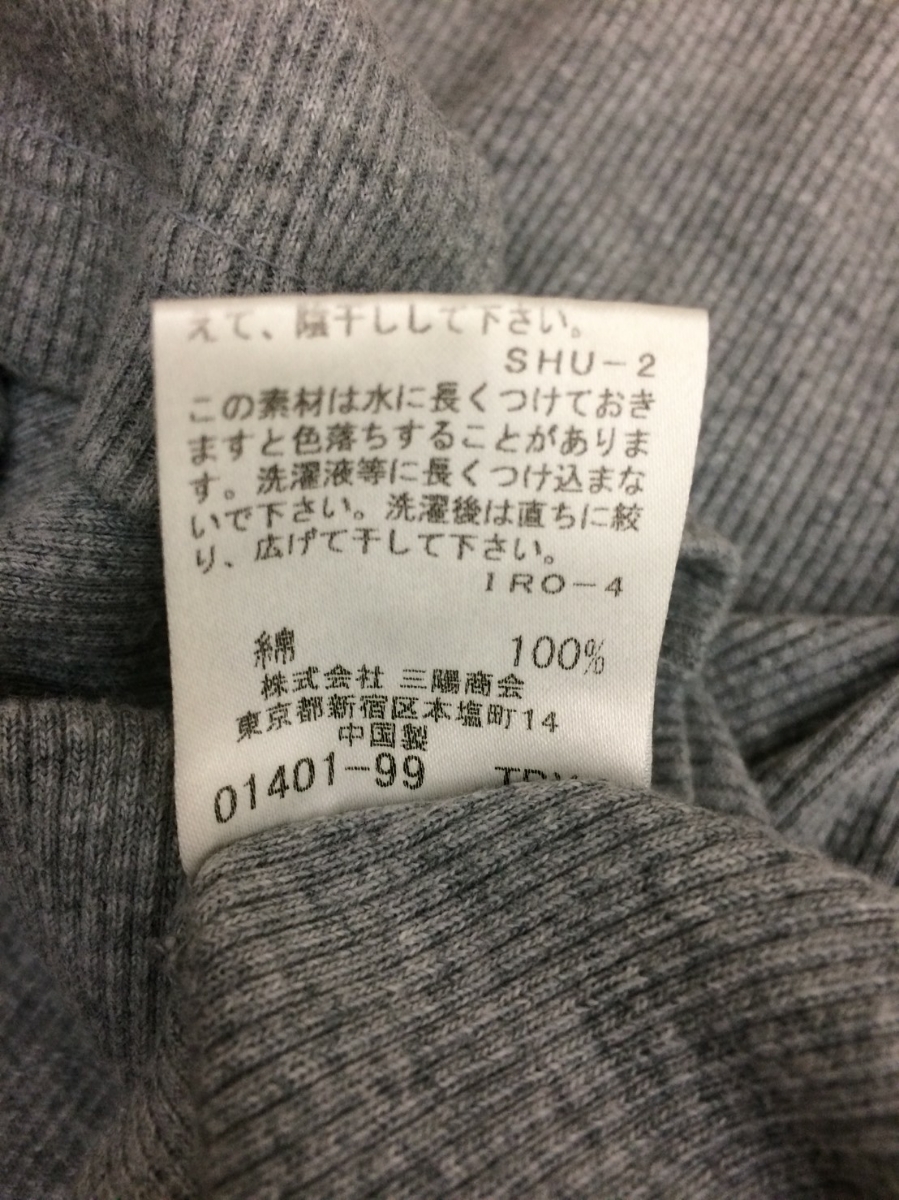 えて、陰干しして下さい。
SHU-2
この素材は水に長くつけておき
ますと色落ちすることがありま
す。洗濯液等に長くつけ込まな
いで下さい。洗濯後は直ちに絞
り、広げて干して下さい。
IRO-4
綿 100%
株式会社 三陽商会
東京都新宿区本塩町14
中国製
01401-99